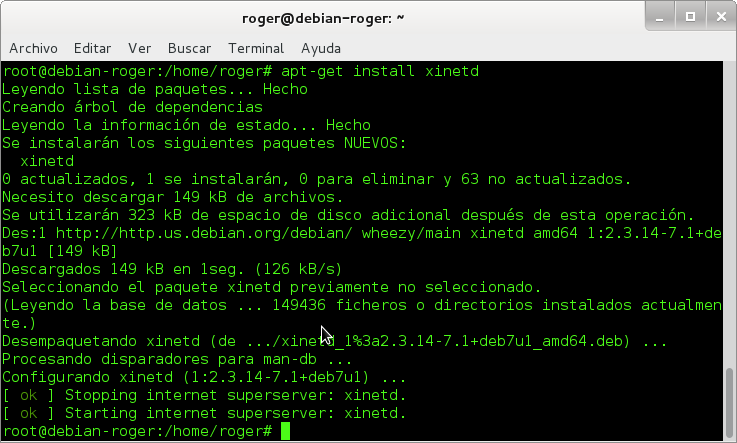 roger@debian-roger: ~
Archivo Editar Ver Buscar Terminal Ayuda
root@debian-roger:/home/roger# apt-get install xinetd
Leyendo lista de paquetes... Hecho
Creando árbol de dependencias
Leyendo la información de estado... Hecho
Se instalarán los siguientes paquetes NUEVOS:
  xinetd
0 actualizados, 1 se instalarán, 0 para eliminar y 63 no actualizados.
Necesito descargar 149 kB de archivos.
Se utilizarán 323 kB de espacio de disco adicional después de esta operación.
Des:1 http://http.us.debian.org/debian/ wheezy/main xinetd amd64 1:2.3.14-7.1+de
b7u1 [149 kB]
Descargados 149 kB en 1seg. (126 kB/s)
Seleccionando el paquete xinetd previamente no seleccionado.
(Leyendo la base de datos ... 149436 ficheros o directorios instalados actualmen
te.)
Desempaquetando xinetd (de .../xinetd_1%3a2.3.14-7.1+deb7u1_amd64.deb) ...
Procesando disparadores para man-db ...
Configurando xinetd (1:2.3.14-7.1+deb7u1) ...
[ ok ] Stopping internet superserver: xinetd.
[ ok ] Starting internet superserver: xinetd.
root@debian-roger:/home/roger#